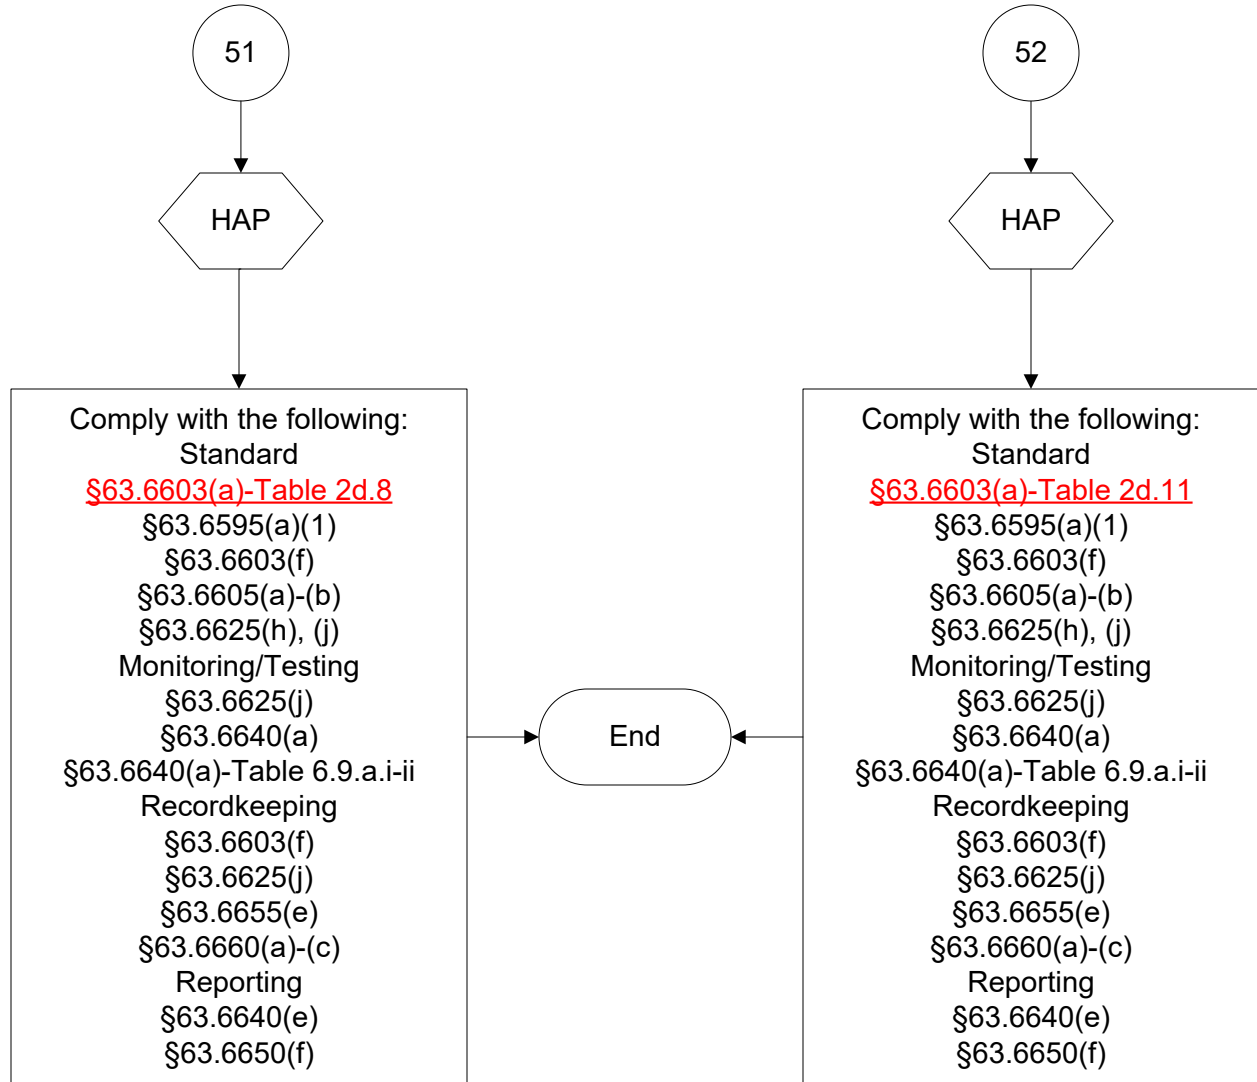 51
HAP
Comply with the following:
Standard
§63.6603(a)-Table 2d.8
§63.6595(a)(1)
§63.6603(f)
§63.6605(a)-(b)
§63.6625(h), (j)
Monitoring/Testing
§63.6625(j)
§63.6640(a)
§63.6640(a)-Table 6.9.a.i-ii
Recordkeeping
§63.6603(f)
§63.6625(j)
§63.6655(e)
§63.6660(a)-(c)
Reporting
§63.6640(e)
§63.6650(f)
End
52
HAP
Comply with the following:
Standard
§63.6603(a)-Table 2d.11
§63.6595(a)(1)
§63.6603(f)
§63.6605(a)-(b)
§63.6625(h), (j)
Monitoring/Testing
§63.6625(j)
§63.6640(a)
§63.6640(a)-Table 6.9.a.i-ii
Recordkeeping
§63.6603(f)
§63.6625(j)
§63.6655(e)
§63.6660(a)-(c)
Reporting
§63.6640(e)
§63.6650(f)